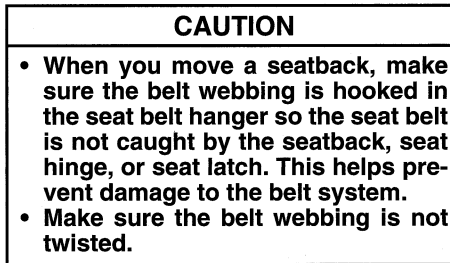 CAUTION
• When you move a seatback, make
sure the belt webbing is hooked in
the seat belt hanger so the seat belt
is not caught by the seatback, seat
hinge, or seat latch. This helps pre-
vent damage to the belt system.
• Make sure the belt webbing is not
twisted.